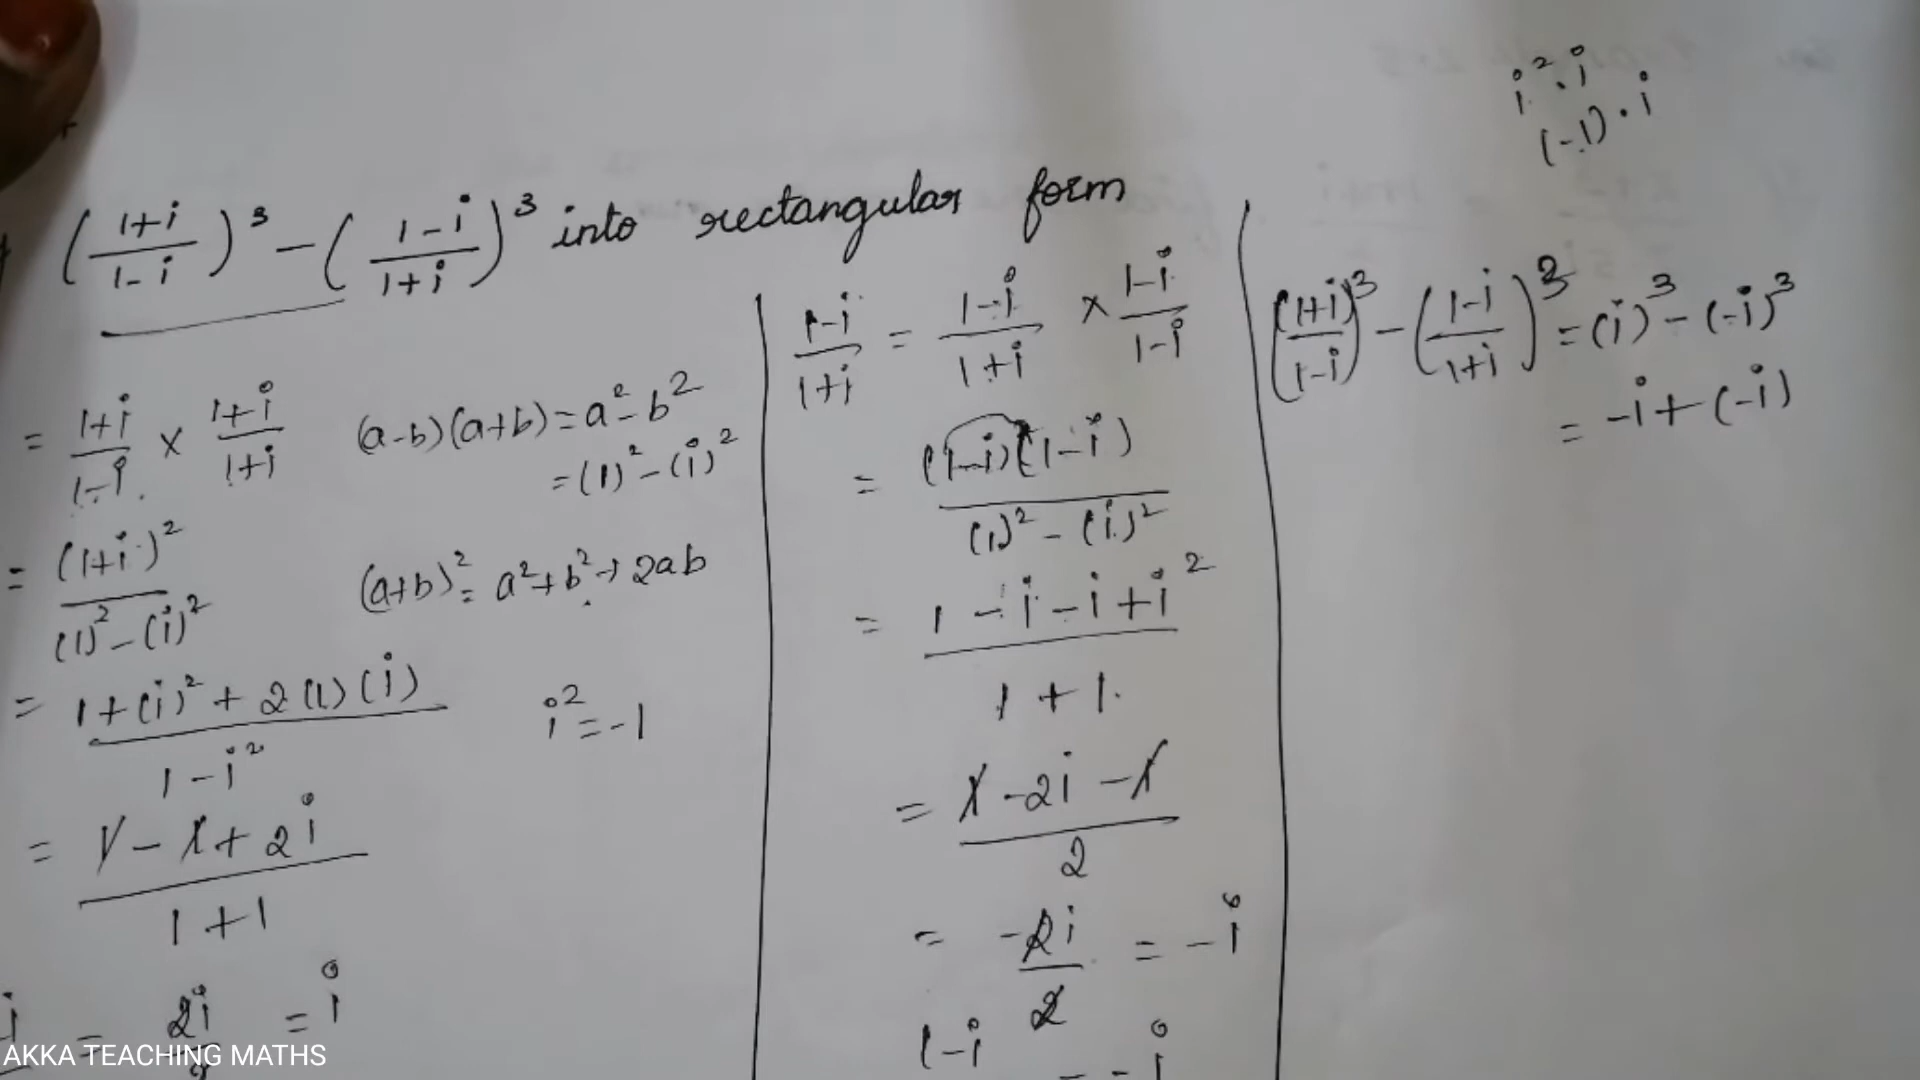 (1+i/1-i)³ - (1-i/1+i)³ into rectangular form
= 1+i/1-i × 1+i/1+i
(a-b)(a+b) = a² - b²
= (1)² - (i)²
= (1+i)²/(1)² - (i)²
(a+b)² = a² + b² + 2ab
= 1+(i)² + 2(1)(i)/1 - i²
i² = -1
= 1 - 1 + 2i/1 + 1
= 2i/2 = i
1-i/1+i = 1-i/1+i × 1-i/1-i
= (1-i)(1-i)/(1)² - (i)²
= 1 - i - i + i²/1 + 1
= 1 - 2i - 1/2
= -2i/2 = -i
1-i
= -i
i² . i
(-1) . i
(1+i/1-i)³ - (1-i/1+i)³ = (i)³ - (-i)³
= -i + (-i)
AKKA TEACHING MATHS